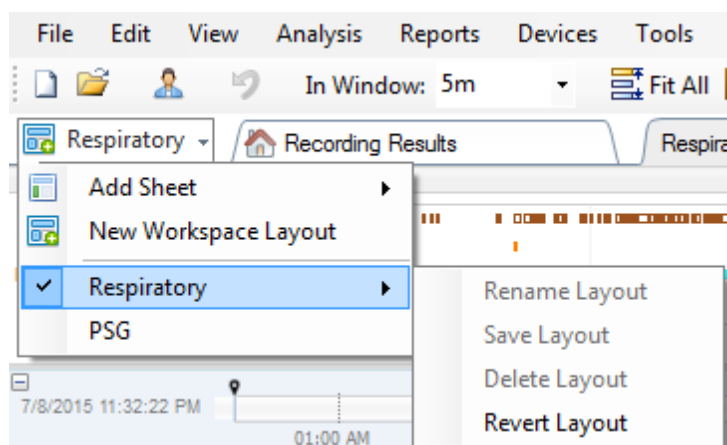 File Edit View Analysis Reports Devices Tools
In Window: 5m Fit All
Respiratory Recording Results Respira
Add Sheet
New Workspace Layout
Respiratory Rename Layout
PSG Save Layout
Delete Layout
7/8/2015 11:32:22 PM Revert Layout
01:00 AM